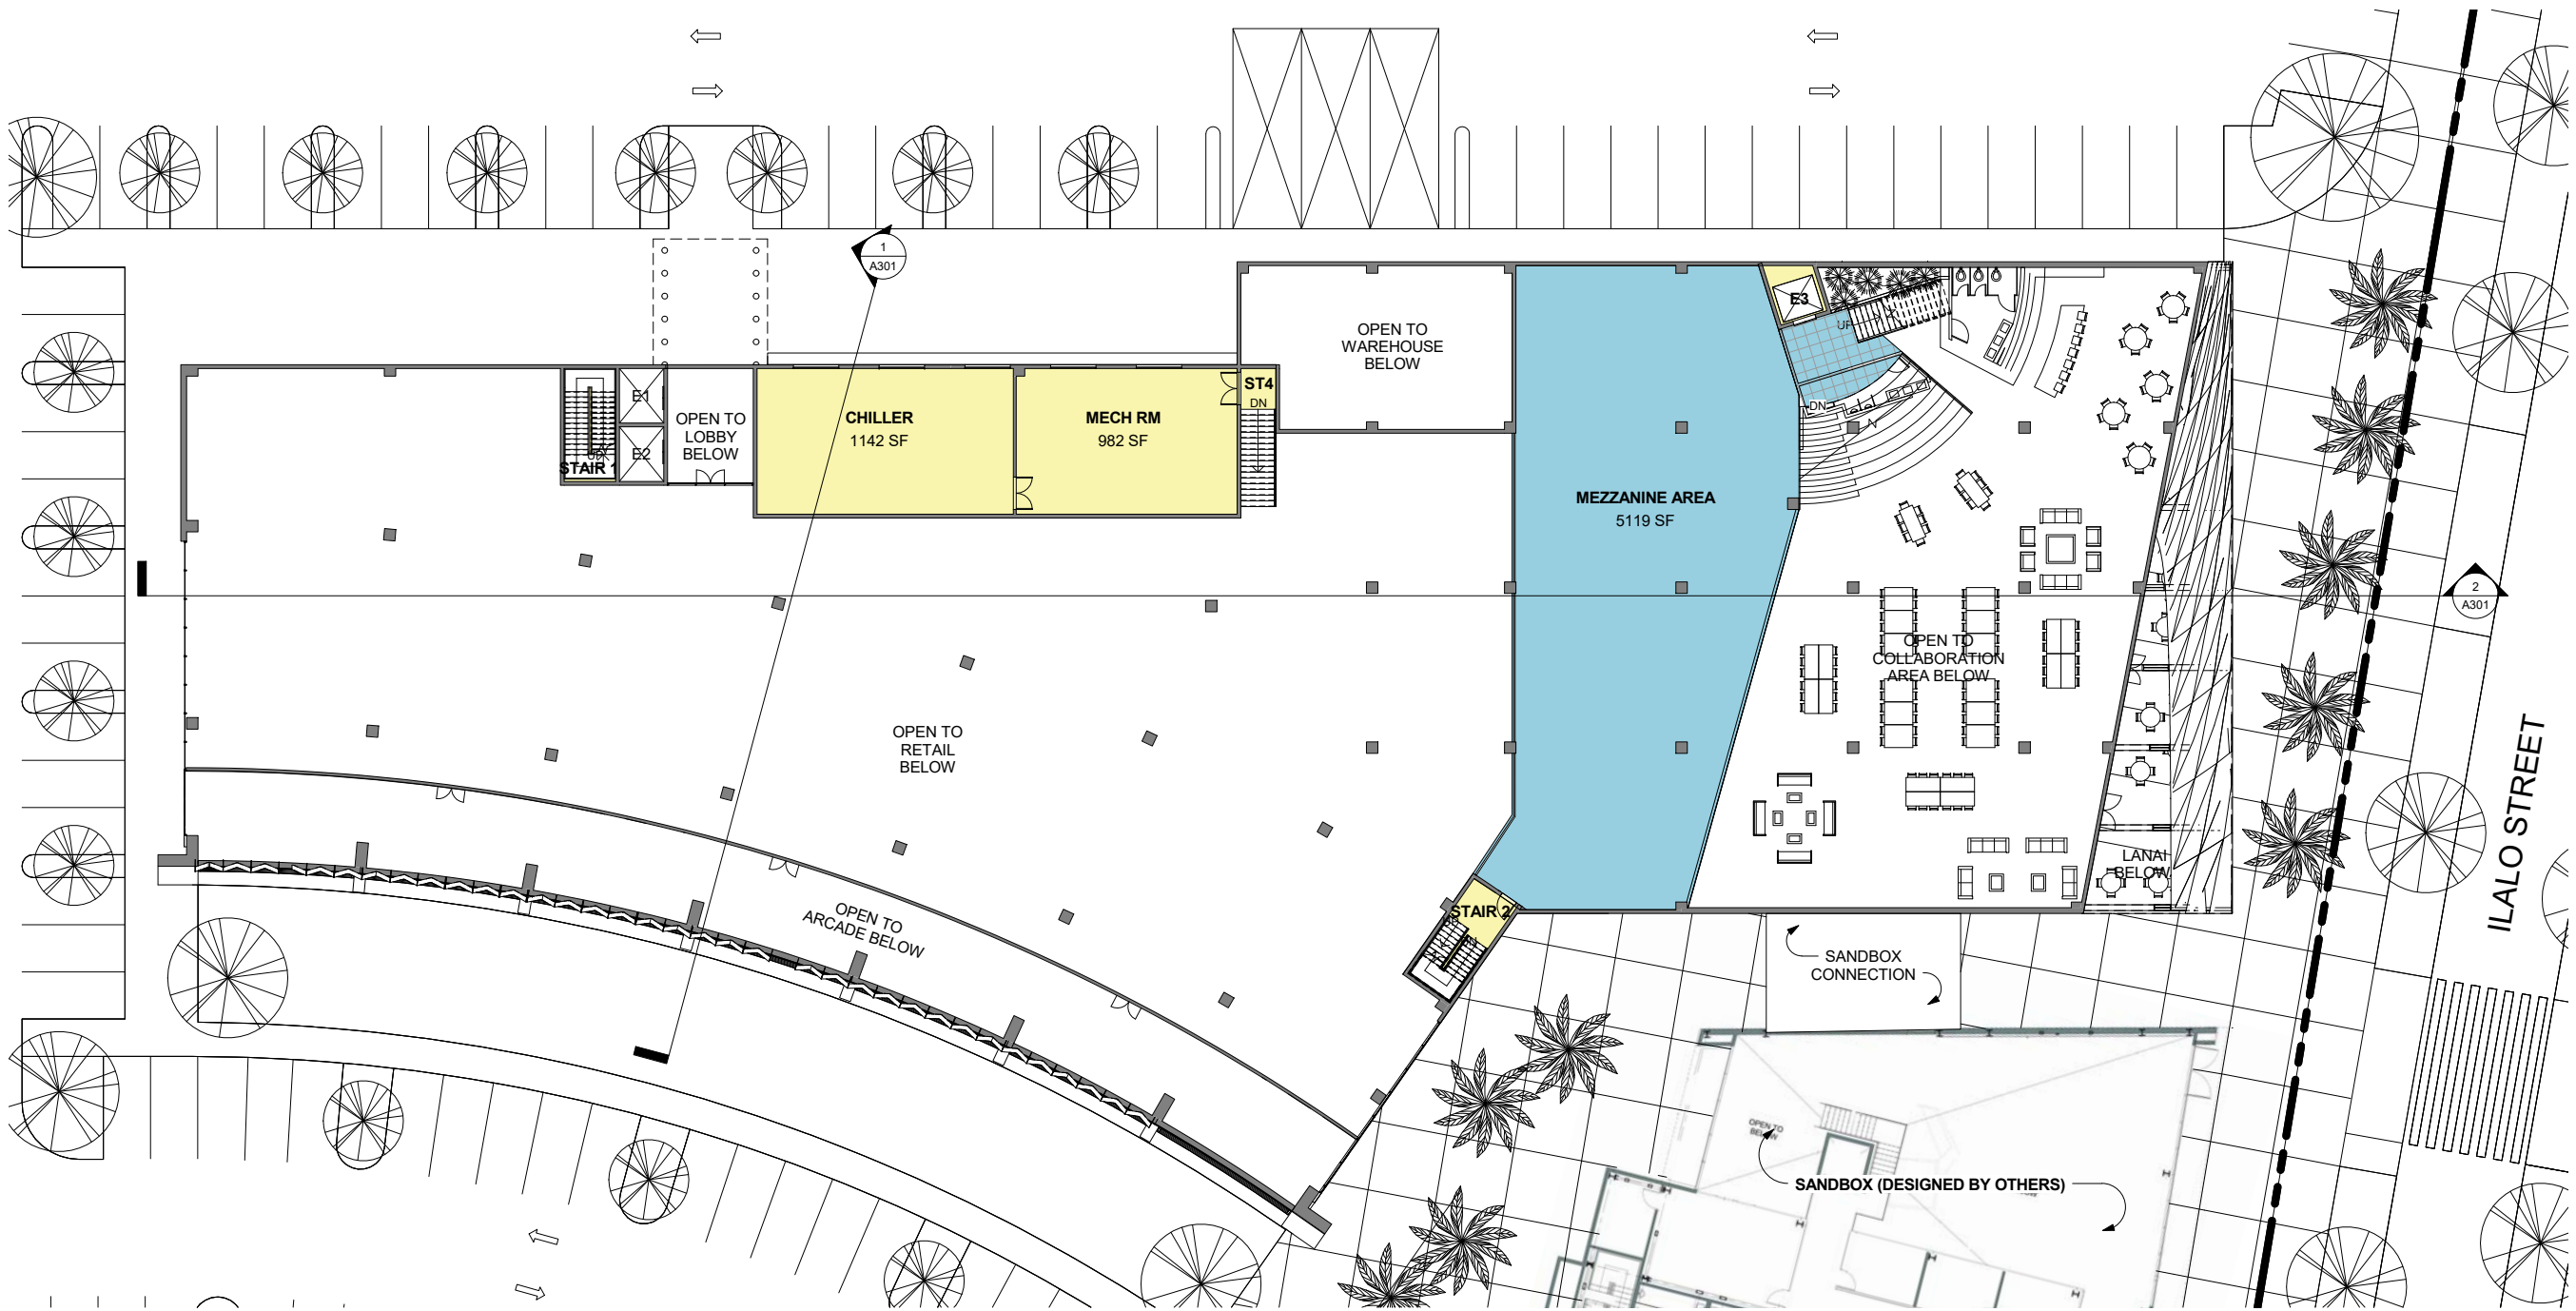 1
A301
E3
UP
OPEN TO
WAREHOUSE
BELOW
E1
E2
STAIR 1
OPEN TO
LOBBY
BELOW
CHILLER
1142 SF
MECH RM
982 SF
ST4
DN
DN
MEZZANINE AREA
5119 SF
2
A301
OPEN TO
COLLABORATION
AREA BELOW
OPEN TO
RETAIL
BELOW
ILALO STREET
LANAI
BELOW
OPEN TO
ARCADE BELOW
STAIR 2
SANDBOX
CONNECTION
OPEN TO
BELOW
SANDBOX (DESIGNED BY OTHERS)